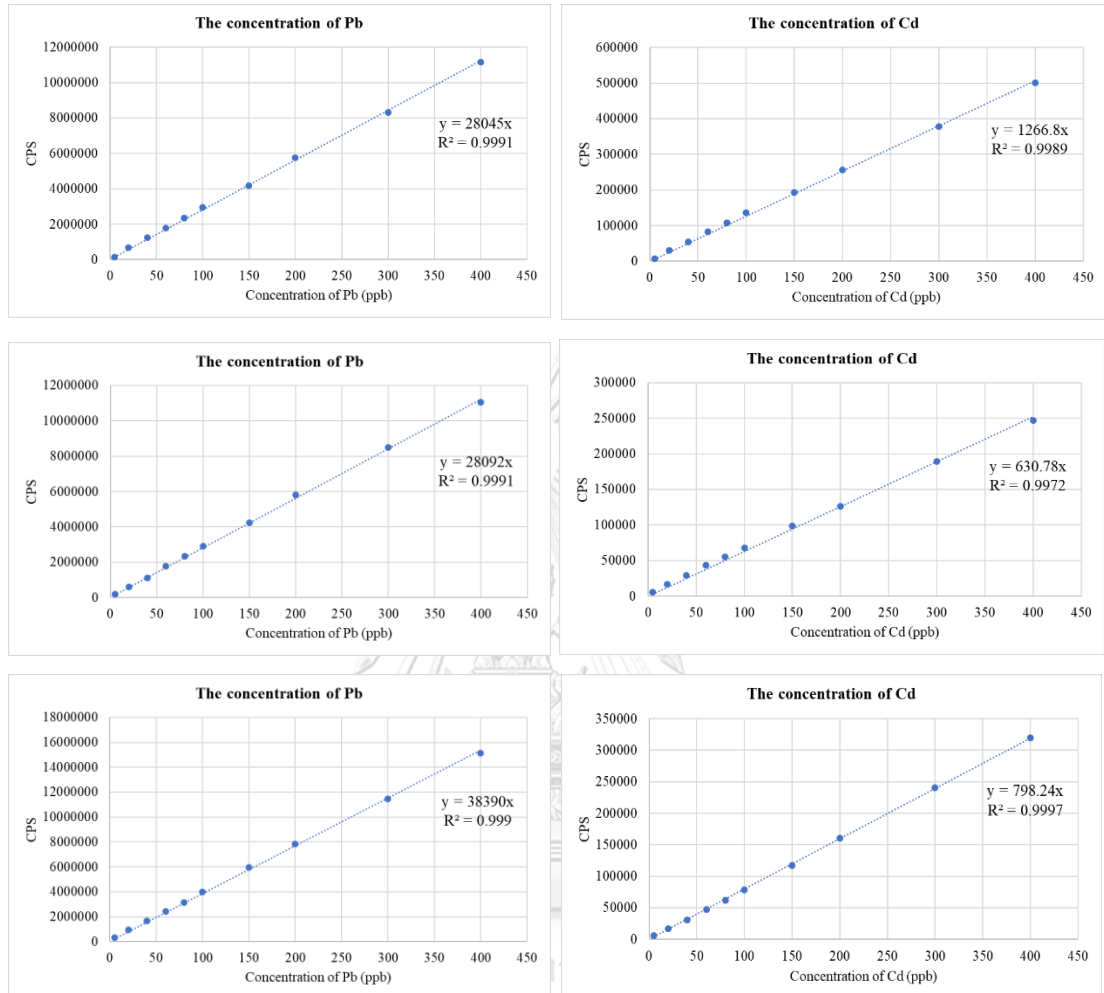 The concentration of Pb
12000000
10000000
8000000
6000000
4000000
2000000
0
CPS
y = 28045x
R² = 0.9991
0 50 100 150 200 250 300 350 400 450
Concentration of Pb (ppb)
The concentration of Cd
600000
500000
400000
300000
200000
100000
0
CPS
y = 1266.8x
R² = 0.9989
0 50 100 150 200 250 300 350 400 450
Concentration of Cd (ppb)
The concentration of Pb
12000000
10000000
8000000
6000000
4000000
2000000
0
CPS
y = 28092x
R² = 0.9991
0 50 100 150 200 250 300 350 400 450
Concentration of Pb (ppb)
The concentration of Cd
300000
250000
200000
150000
100000
50000
0
CPS
y = 630.78x
R² = 0.9972
0 50 100 150 200 250 300 350 400 450
Concentration of Cd (ppb)
The concentration of Pb
18000000
16000000
14000000
12000000
10000000
8000000
6000000
4000000
2000000
0
CPS
y = 38390x
R² = 0.999
0 50 100 150 200 250 300 350 400 450
Concentration of Pb (ppb)
The concentration of Cd
350000
300000
250000
200000
150000
100000
50000
0
CPS
y = 798.24x
R² = 0.9997
0 50 100 150 200 250 300 350 400 450
Concentration of Cd (ppb)